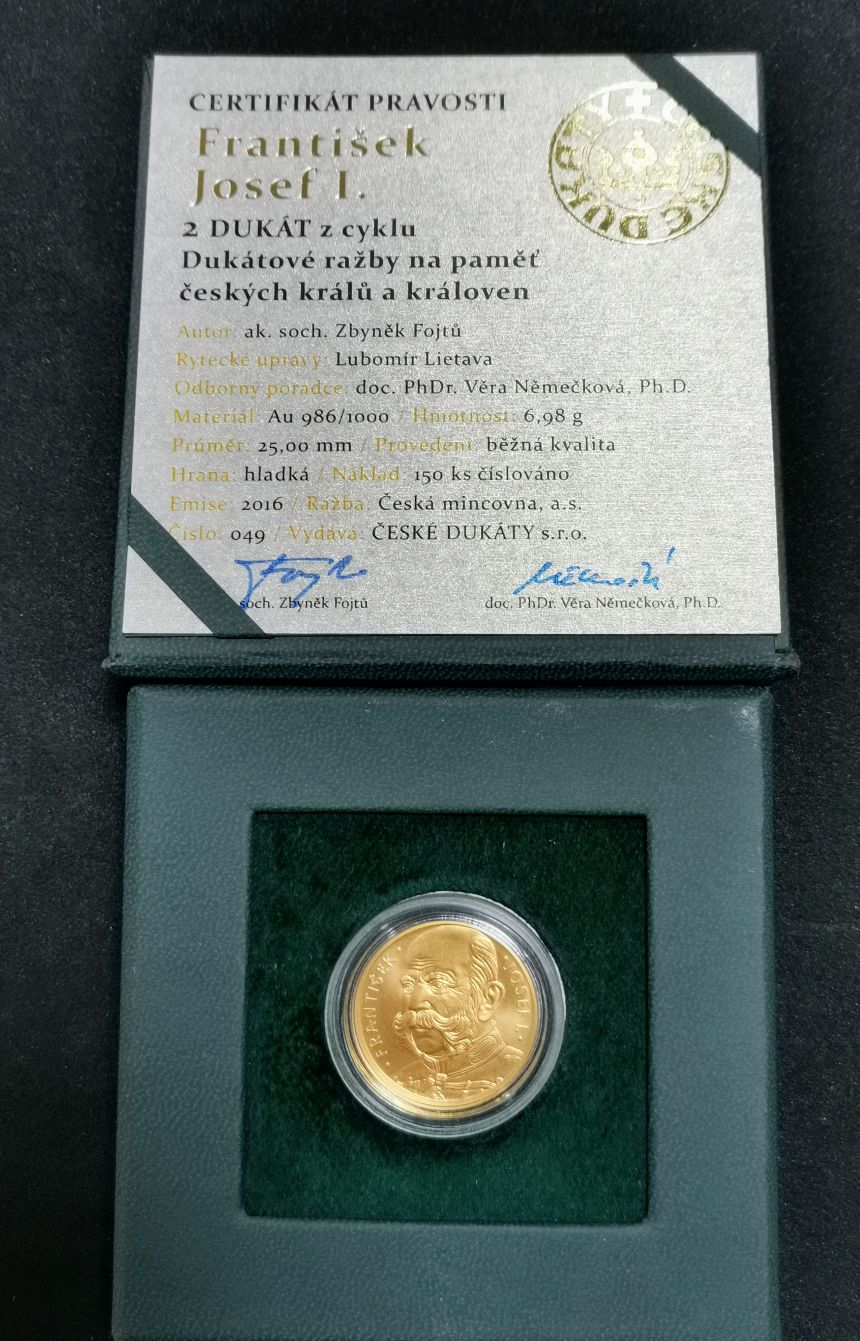 CERTIFIKÁT PRAVOSTI
František
Josef I.
2 DUKÁT z cyklu
Dukátové ražby na paměť
českých králů a královen
Autor: ak. soch. Zbyněk Fojtů
Rytecké úpravy: Lubomír Lietava
Odborný poradce: doc. PhDr. Věra Němečková, Ph.D.
Materiál: Au 986/1000 / Hmotnost: 6,98 g
Průměr: 25,00 mm / Provedení: běžná kvalita
Hrana: hladká / Náklad: 150 ks číslováno
Emise: 2016 / Ražba: Česká mincovna, a.s.
Číslo: 049 / Vydává: ČESKÉ DUKÁTY s.r.o.
soch. Zbyněk Fojtů
doc. PhDr. Věra Němečková, Ph.D.
· FRANTIŠEK · JOSEF I. ·